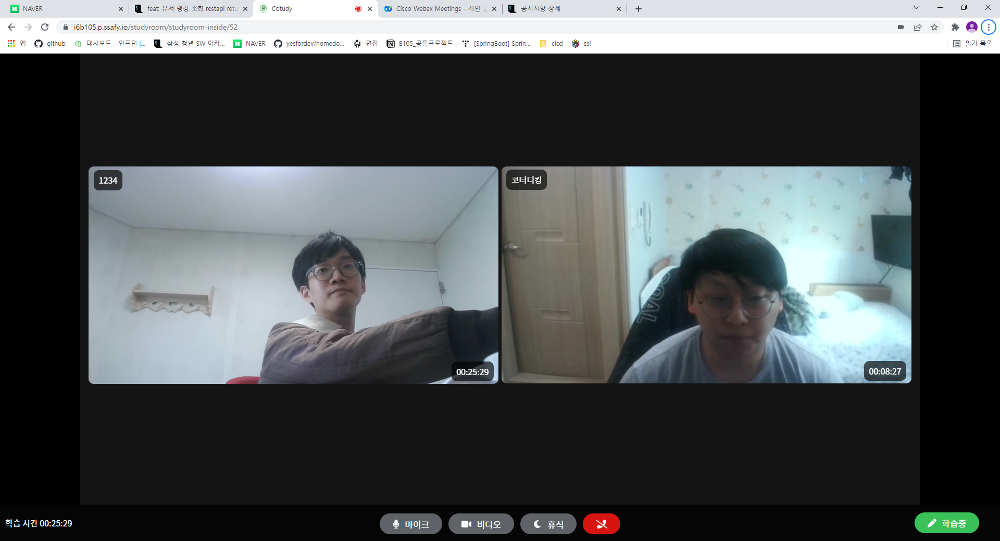 NAVER
feat: 유저 랭킹 조회 restapi retu
Cotudy
Cisco Webex Meetings - 개인 룸
공지사항 상세
i6b105.p.ssafy.io/studyroom/studyroom-inside/52
앱
github
대시보드 - 인프런 |...
삼성 청년 SW 아카...
NAVER
yesfordev/homedo...
면접
B105_공통프로젝트
[SpringBoot] Sprin...
cicd
ssl
읽기 목록
1234
코터디킹
00:25:29
00:08:27
학습 시간 00:25:29
마이크
비디오
휴식
학습중